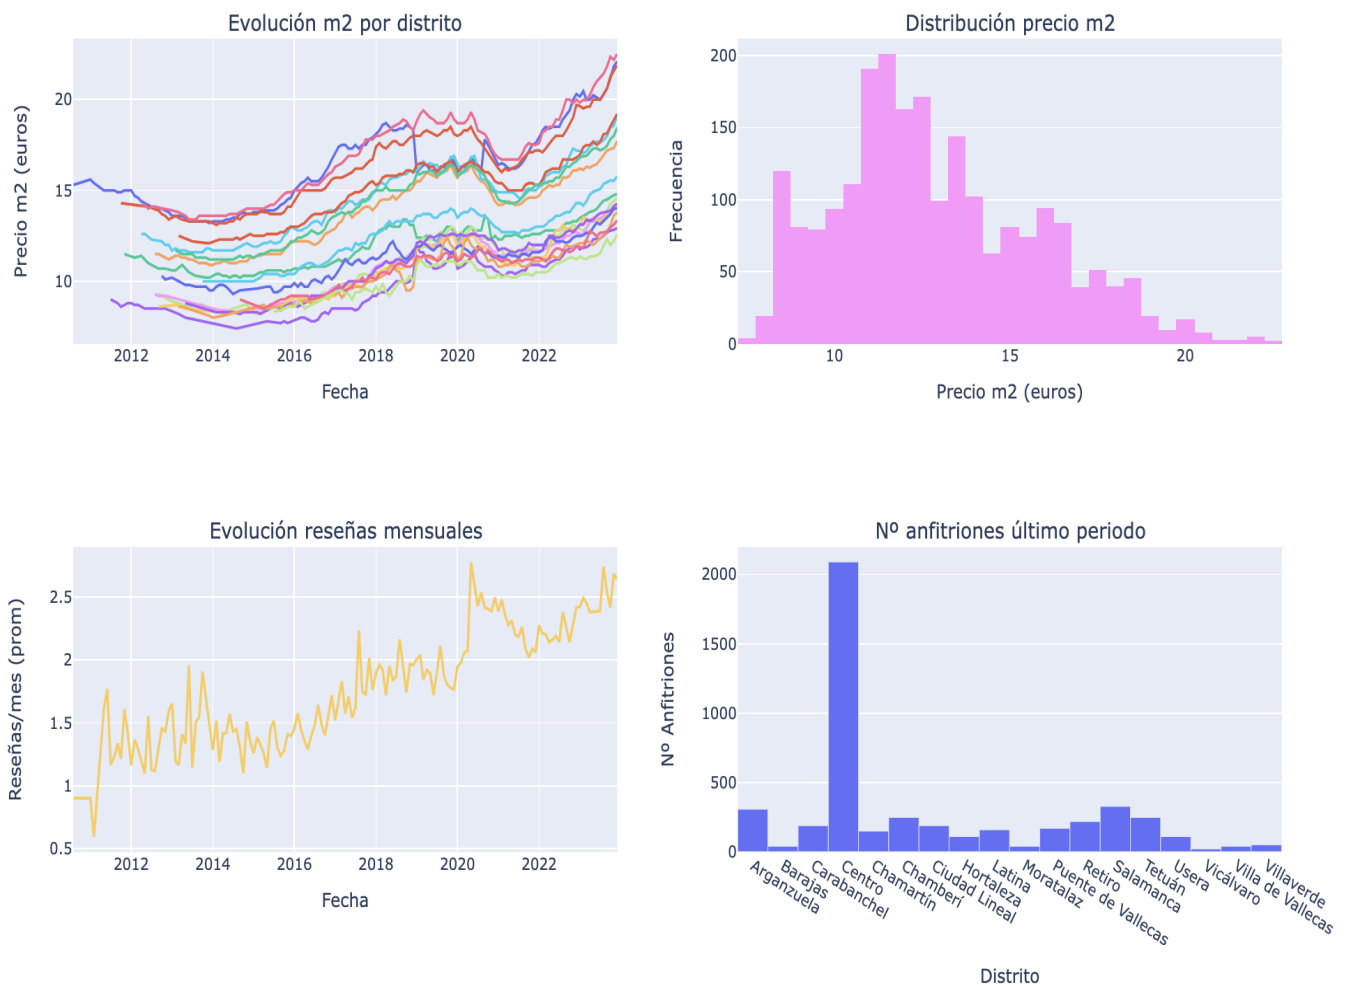 Evolución m2 por distrito
Precio m2 (euros)
20
15
10
2012 2014 2016 2018 2020 2022
Fecha
Distribución precio m2
Frecuencia
200
150
100
50
0
10 15 20
Precio m2 (euros)
Evolución reseñas mensuales
Reseñas/mes (prom)
2.5
2
1.5
1
0.5
2012 2014 2016 2018 2020 2022
Fecha
Nº anfitriones último periodo
Nº Anfitriones
2000
1500
1000
500
0
Arganzuela
Barajas
Carabanchel
Centro
Chamartín
Chamberí
Ciudad Lineal
Hortaleza
Latina
Moratalaz
Puente de Vallecas
Retiro
Salamanca
Tetuán
Usera
Vicálvaro
Villa de Vallecas
Villaverde
Distrito